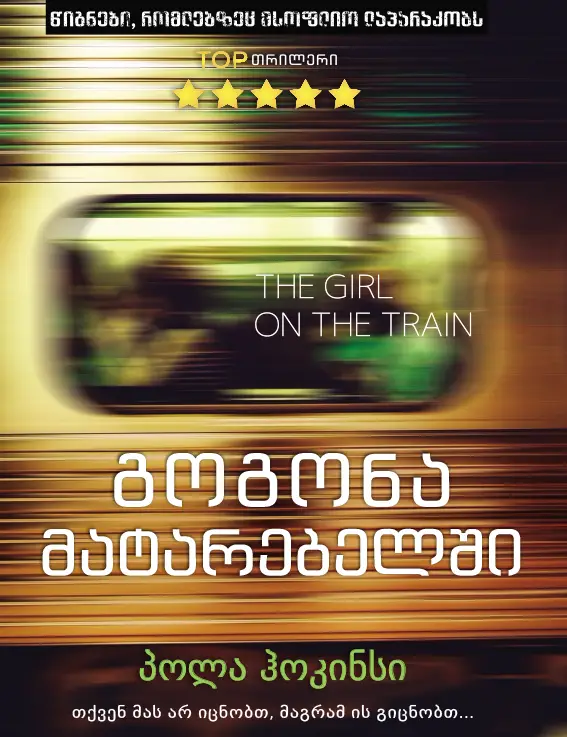 წიგნები, რომლებზეც მსოფლიო ლაპარაკობს
TOP თრილერი
THE GIRL
ON THE TRAIN
გოგონა
მატარებელში
პოლა ჰოკინსი
თქვენ მას არ იცნობთ, მაგრამ ის გიცნობთ...